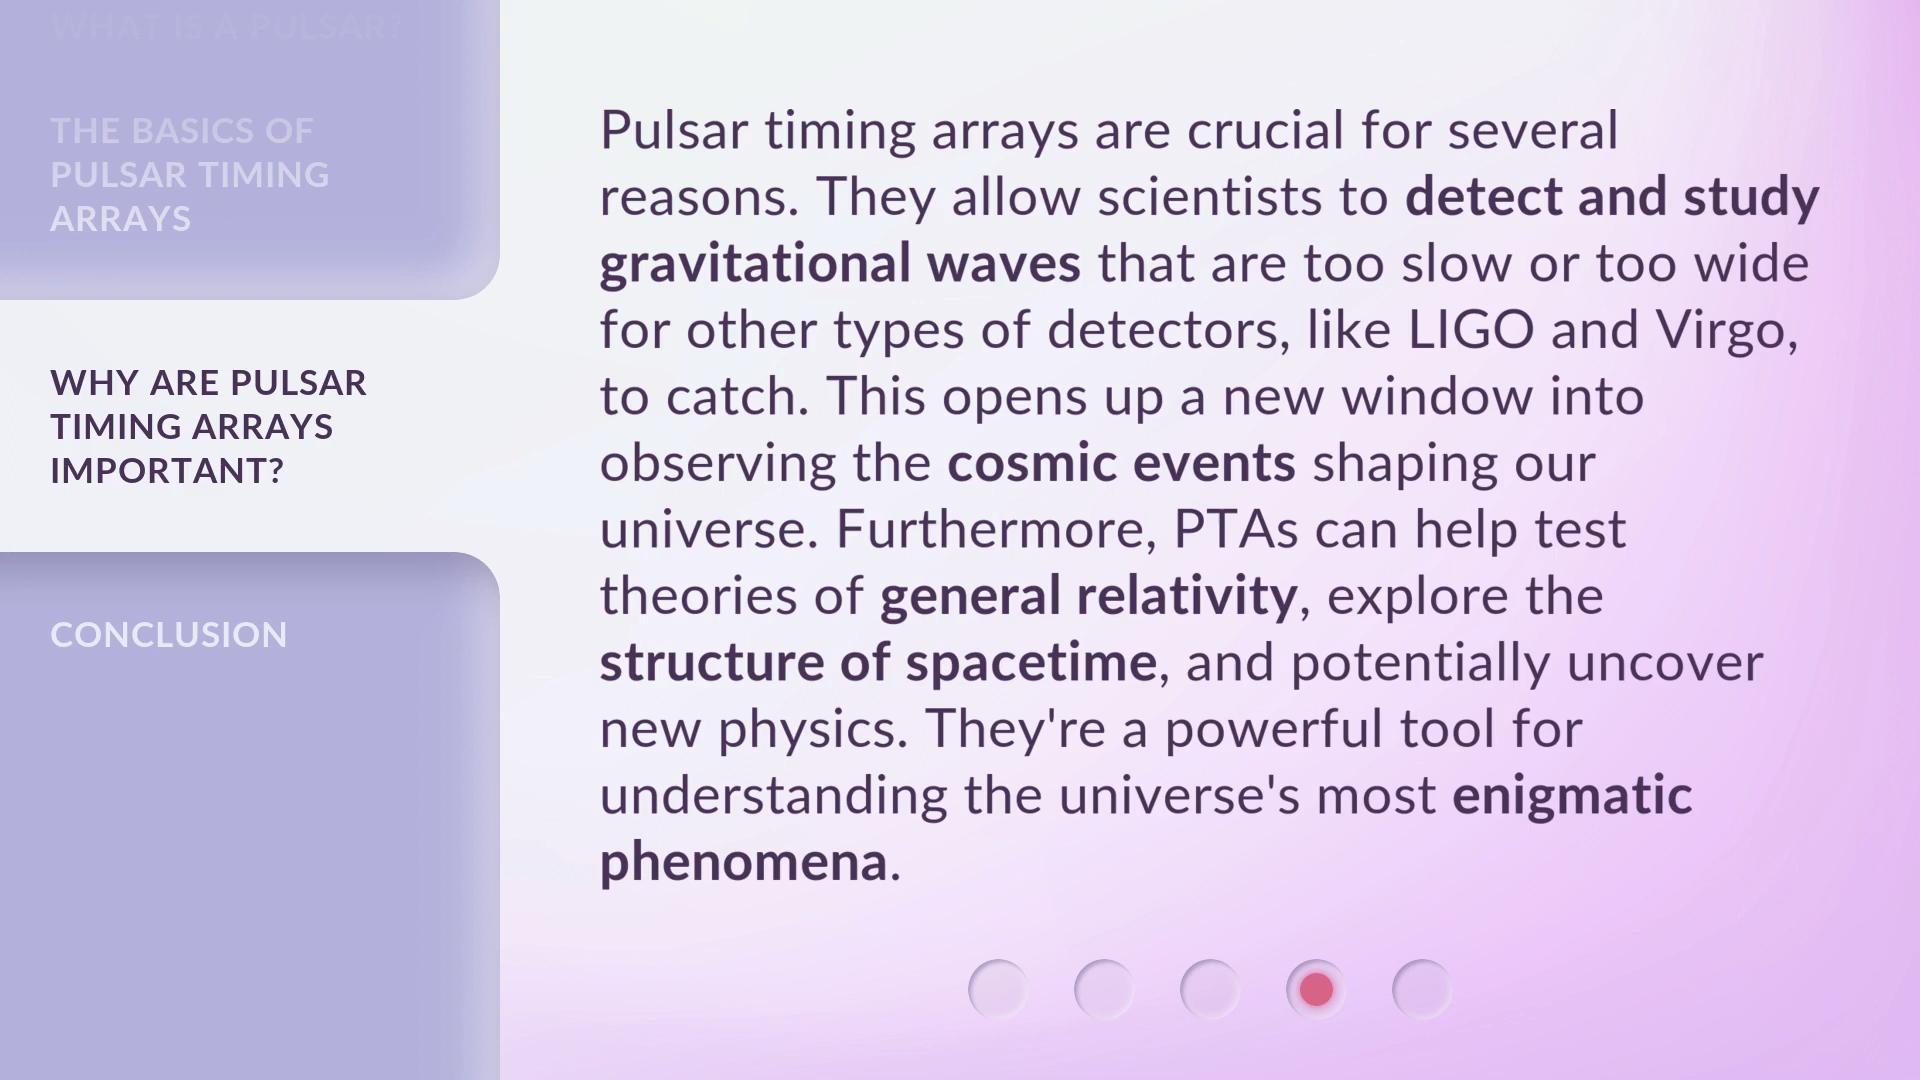 WHAT IS A PULSAR?
THE BASICS OF
PULSAR TIMING
ARRAYS
WHY ARE PULSAR
TIMING ARRAYS
IMPORTANT?
CONCLUSION
Pulsar timing arrays are crucial for several
reasons. They allow scientists to detect and study
gravitational waves that are too slow or too wide
for other types of detectors, like LIGO and Virgo,
to catch. This opens up a new window into
observing the cosmic events shaping our
universe. Furthermore, PTAs can help test
theories of general relativity, explore the
structure of spacetime, and potentially uncover
new physics. They're a powerful tool for
understanding the universe's most enigmatic
phenomena.